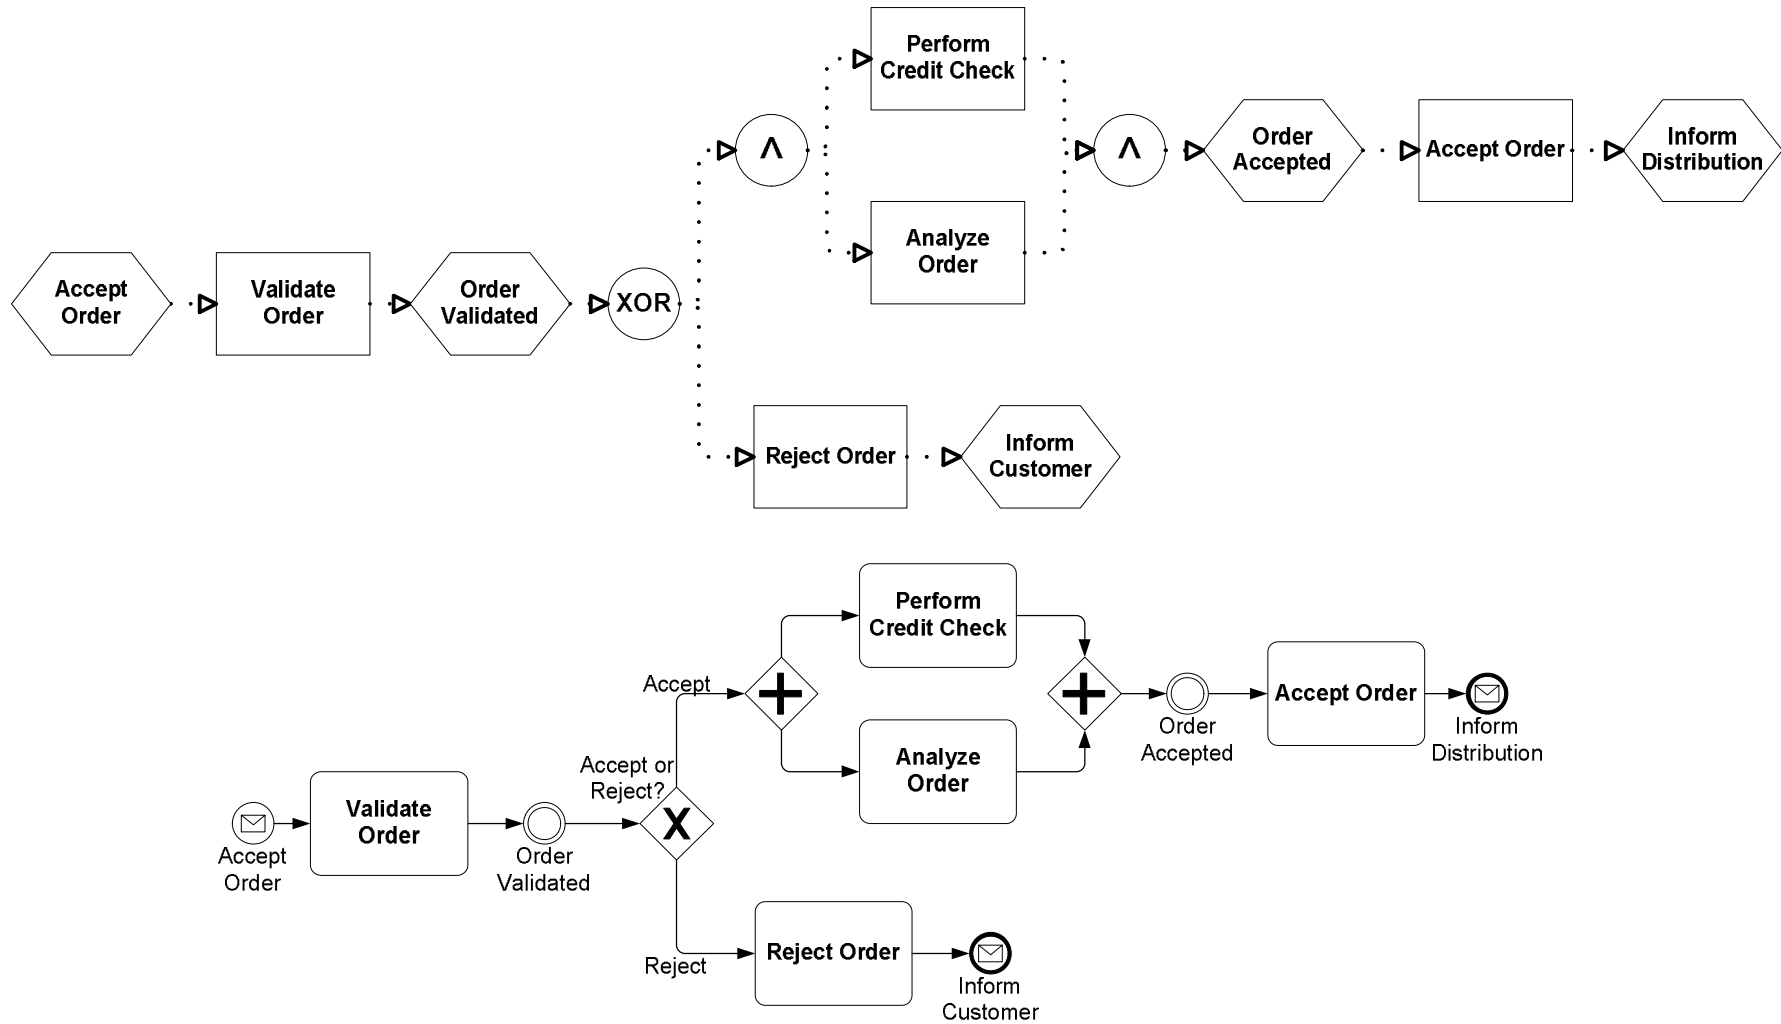 Perform
Credit Check
^
^
Order
Accepted
Accept Order
Inform
Distribution
Analyze
Order
Accept
Order
Validate
Order
Order
Validated
XOR
Reject Order
Inform
Customer
Perform
Credit Check
Accept
Accept Order
Order
Accepted
Inform
Distribution
Analyze
Order
Accept or
Reject?
X
Validate
Order
Accept
Order
Order
Validated
Reject
Reject Order
Inform
Customer